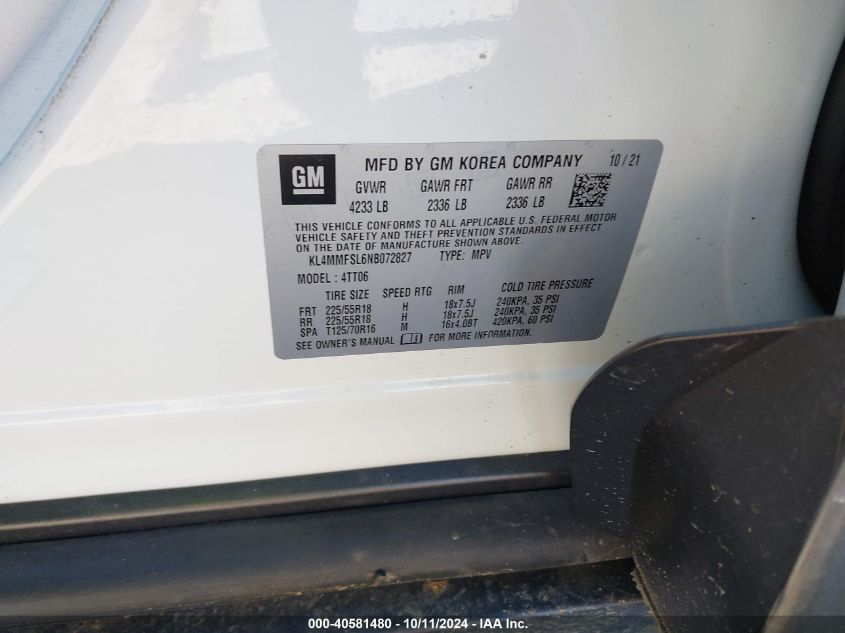 GM
MFD BY GM KOREA COMPANY 10/21
GVWR GAWR FRT GAWR RR
4233 LB 2336 LB 2336 LB
THIS VEHICLE CONFORMS TO ALL APPLICABLE U.S. FEDERAL MOTOR
VEHICLE SAFETY AND THEFT PREVENTION STANDARDS IN EFFECT
ON THE DATE OF MANUFACTURE SHOWN ABOVE.
KL4MMFSL6NB072827 TYPE: MPV
MODEL: 4TT06
TIRE SIZE SPEED RTG RIM COLD TIRE PRESSURE
FRT 225/55R18 H 18x7.5J 240KPA, 35 PSI
RR 225/55R18 H 18x7.5J 240KPA, 35 PSI
SPA T125/70R16 M 16x4.0BT 420KPA, 60 PSI
SEE OWNER'S MANUAL FOR MORE INFORMATION.
000-40581480 - 10/11/2024 - IAA Inc.